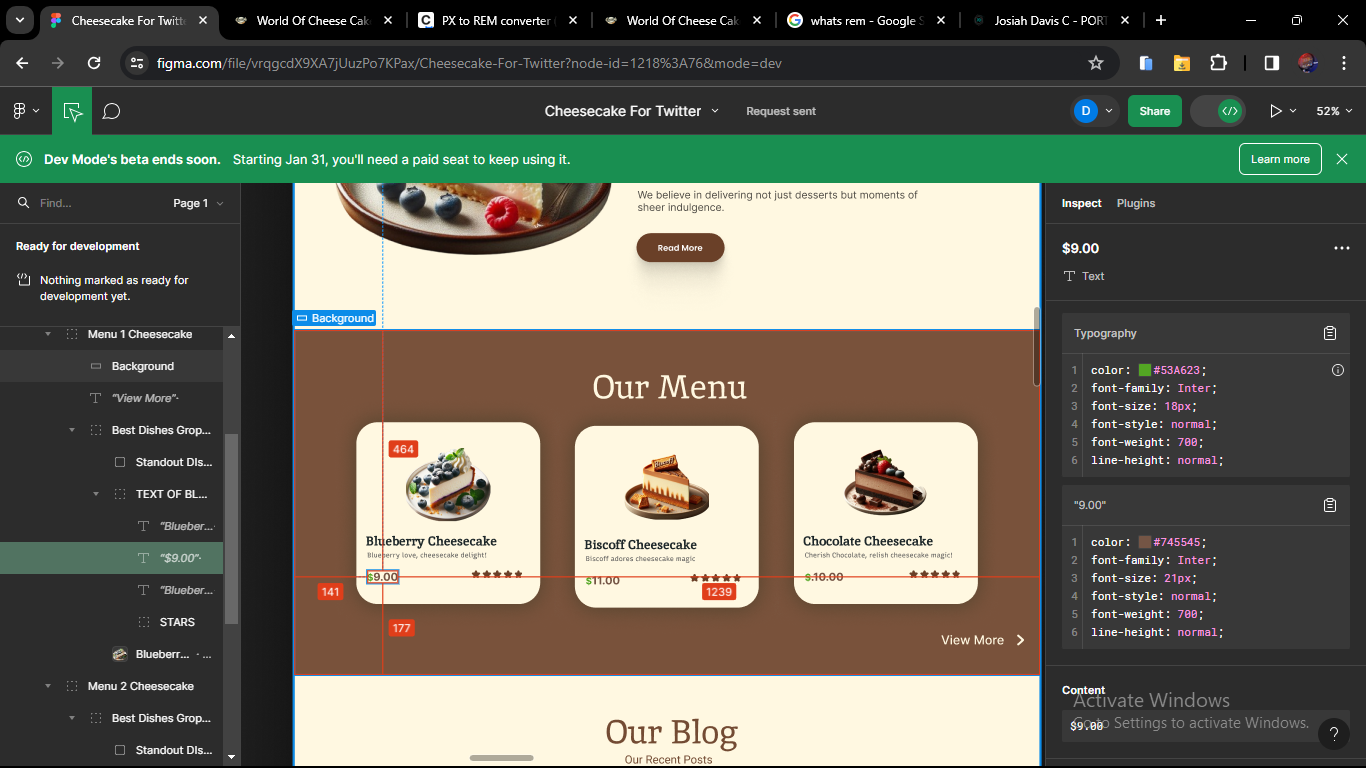 Cheesecake For Twitt
World Of Cheese Cak
PX to REM converter
World Of Cheese Cak
whats rem - Google S
Josiah Davis C - PORT
figma.com/file/vrqgcdX9XA7jUuzPo7KPax/Cheesecake-For-Twitter?node-id=1218%3A76&mode=dev
Cheesecake For Twitter
Request sent
D
Share
52%
Dev Mode's beta ends soon. Starting Jan 31, you'll need a paid seat to keep using it.
Learn more
Find...
Page 1
Ready for development
Nothing marked as ready for
development yet.
Menu 1 Cheesecake
Background
"View More"·
Best Dishes Grop...
Standout DIs...
TEXT OF BL...
"Blueber...
"$9.00"·
"Blueber...
STARS
Blueberr...
Menu 2 Cheesecake
Best Dishes Grop...
Standout DIs...
We believe in delivering not just desserts but moments of
sheer indulgence.
Read More
Background
Our Menu
464
Biscoff
Blueberry Cheesecake
Blueberry love, cheesecake delight!
$9.00
Biscoff Cheesecake
Biscoff adores cheesecake magic
$11.00
Chocolate Cheesecake
Cherish Chocolate, relish cheesecake magic!
$.10.00
141
1239
177
View More
Our Blog
Our Recent Posts
Inspect
Plugins
$9.00
Text
Typography
1 color: #53A623;
2 font-family: Inter;
3 font-size: 18px;
4 font-style: normal;
5 font-weight: 700;
6 line-height: normal;
"9.00"
1 color: #745545;
2 font-family: Inter;
3 font-size: 21px;
4 font-style: normal;
5 font-weight: 700;
6 line-height: normal;
Content
$9.00
Activate Windows
Go to Settings to activate Windows.
?